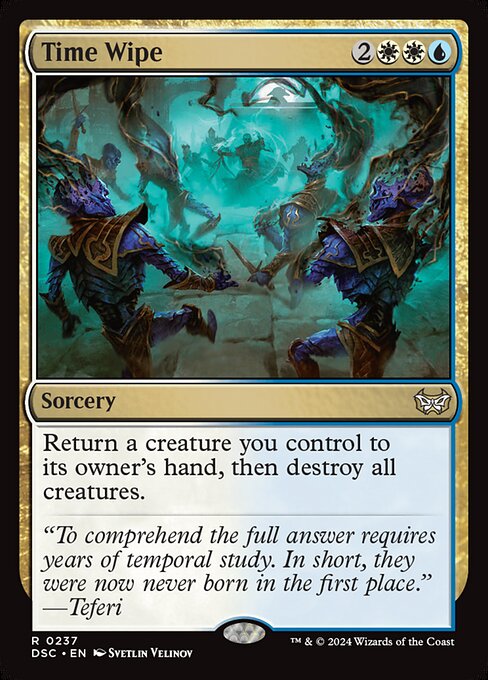 Time Wipe 2
Sorcery
Return a creature you control to
its owner’s hand, then destroy all
creatures.
“To comprehend the full answer requires
years of temporal study. In short, they
were now never born in the first place.”
—Teferi
R 0237
DSC • EN Svetlin Velinov
™ & © 2024 Wizards of the Coast